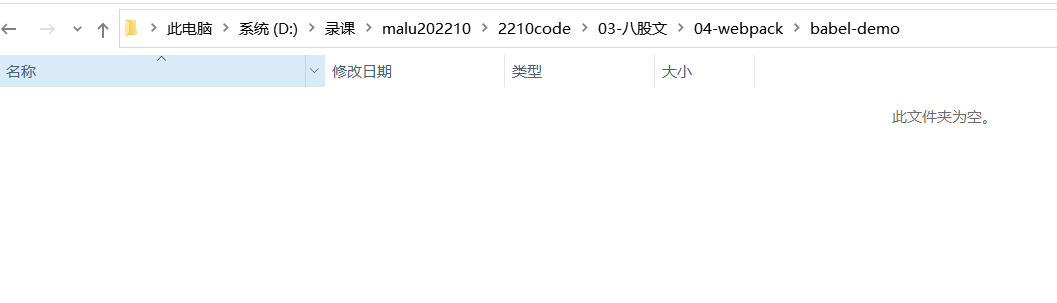 此电脑 系统 (D:) 录课 malu202210 2210code 03-八股文 04-webpack babel-demo
名称 修改日期 类型 大小
此文件夹为空。